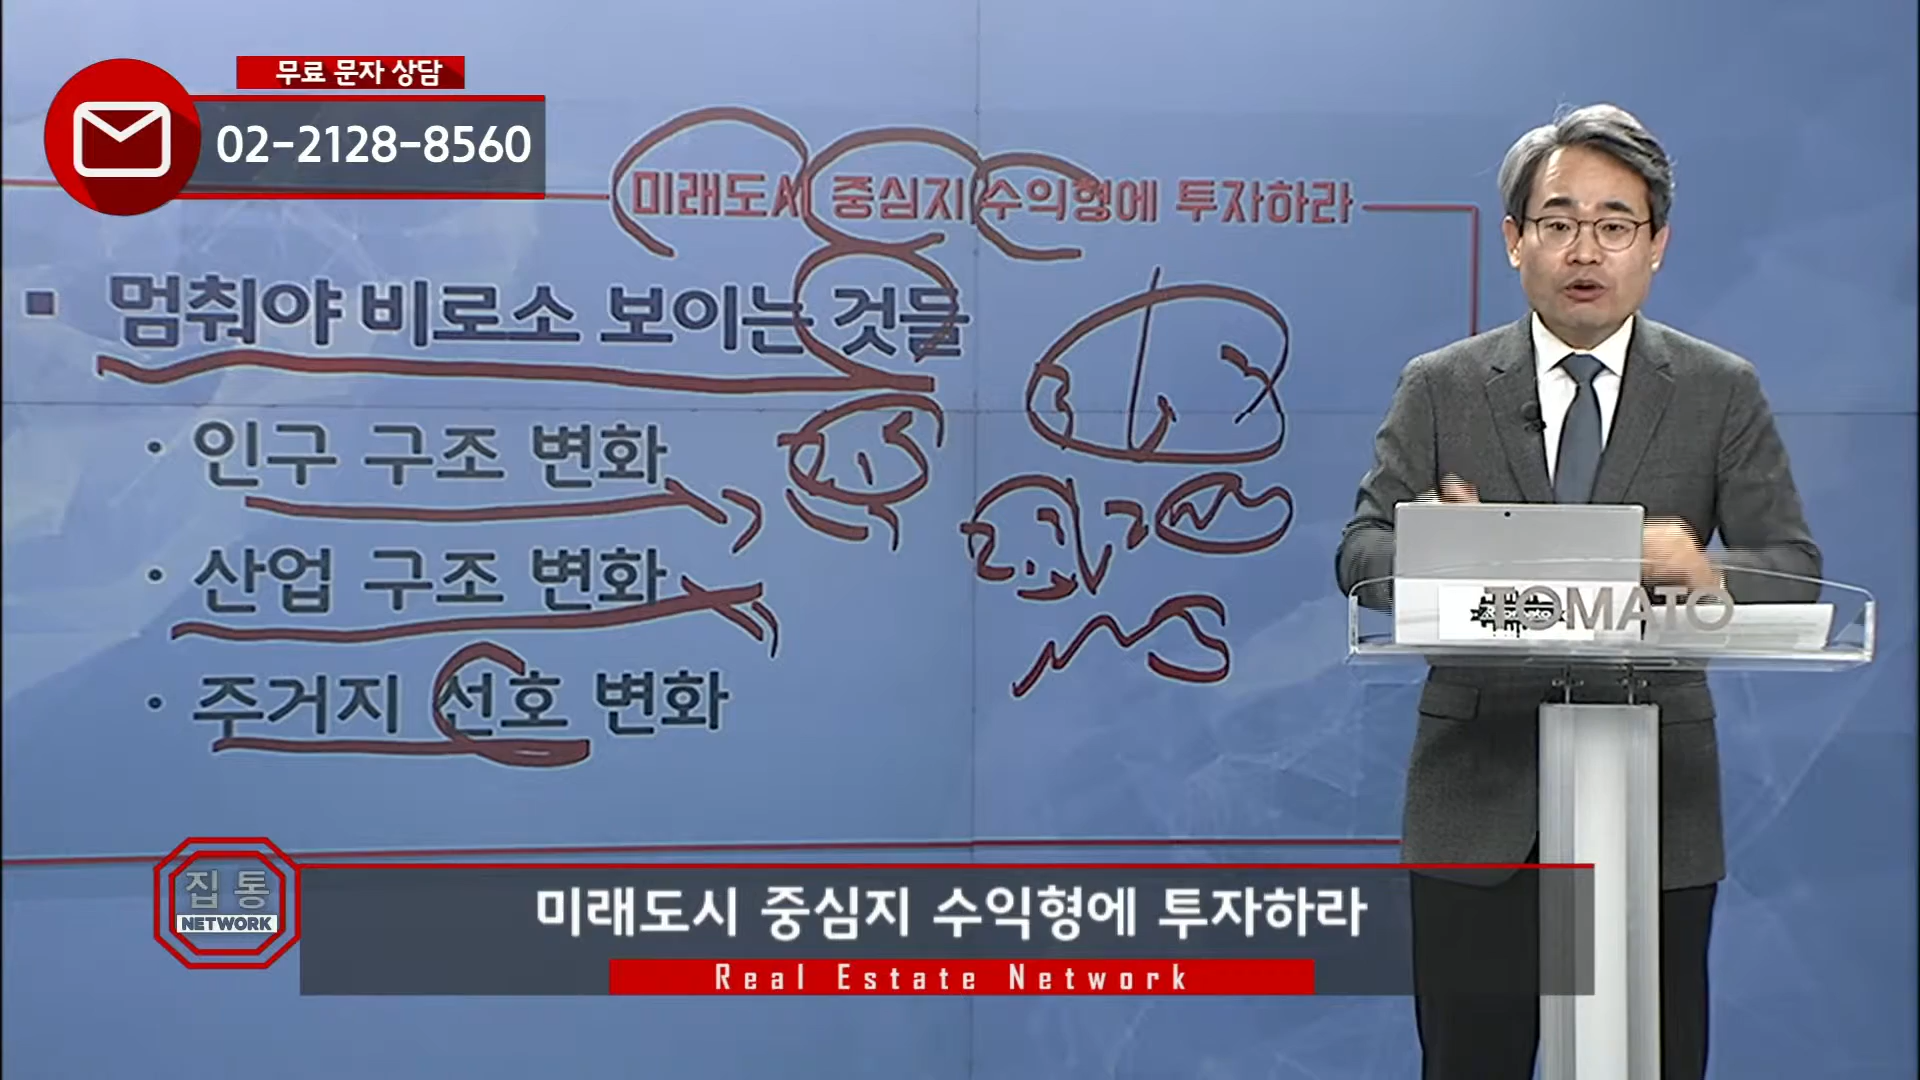 무료 문자 상담
02-2128-8560
미래도시 중심지 수익형에 투자하라
멈춰야 비로소 보이는 것들
· 인구 구조 변화
· 산업 구조 변화
· 주거지 선호 변화
TOMATO
집통
NETWORK
미래도시 중심지 수익형에 투자하라
Real Estate Network